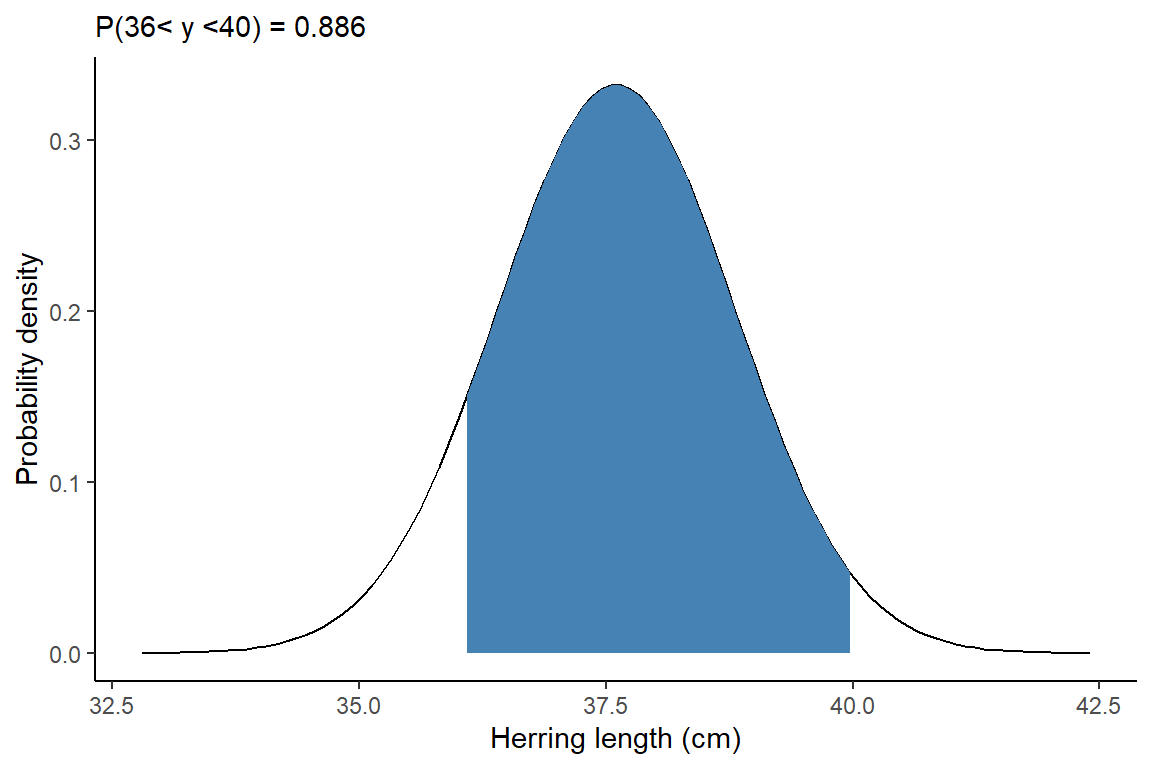 P(36< y <40) = 0.886
Probability density
0.3
0.2
0.1
0.0
32.5 35.0 37.5 40.0 42.5
Herring length (cm)